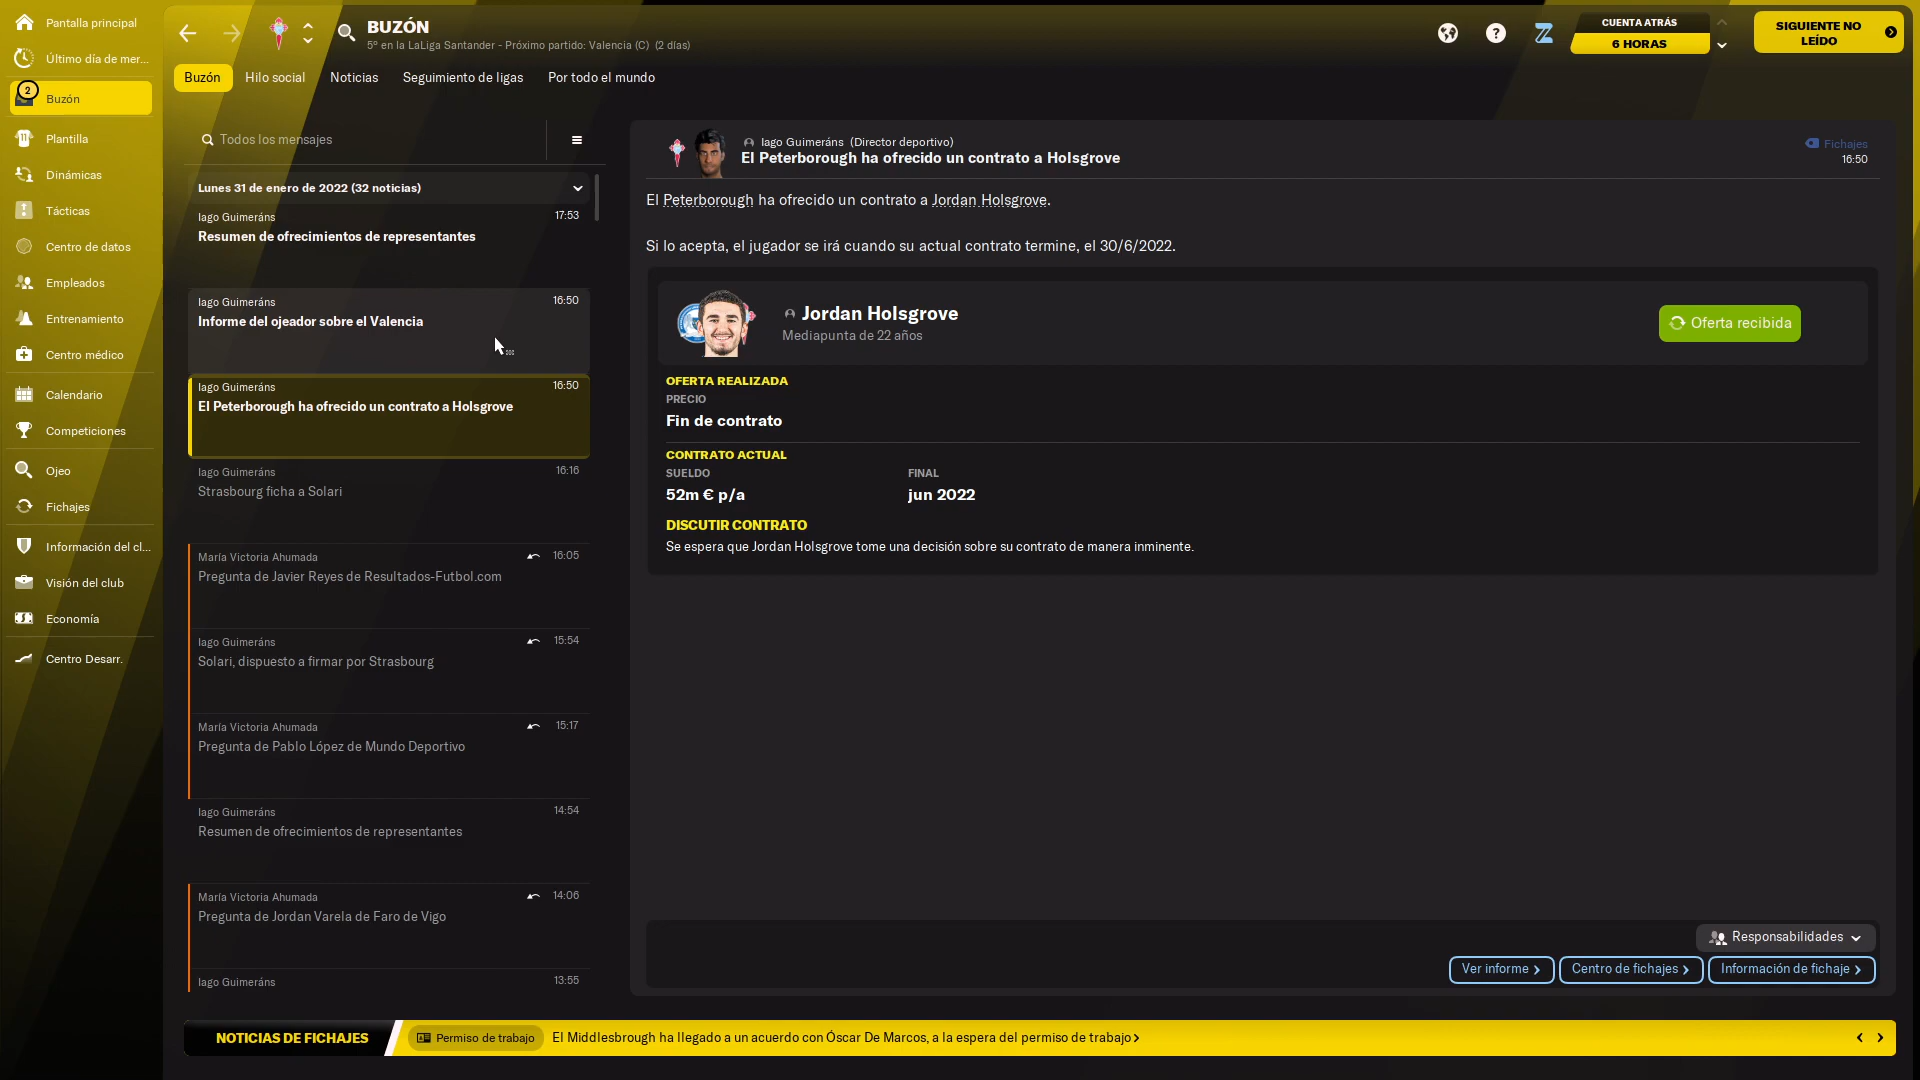 Pantalla principal
Último día de mer...
2
Buzón
Plantilla
Dinámicas
Tácticas
Centro de datos
Empleados
Entrenamiento
Centro médico
Calendario
Competiciones
Ojeo
Fichajes
Información del cl...
Visión del club
Economía
Centro Desarr.
BUZÓN
5º en la LaLiga Santander - Próximo partido: Valencia (C) (2 días)
CUENTA ATRÁS
6 HORAS
SIGUIENTE NO LEÍDO
Buzón
Hilo social
Noticias
Seguimiento de ligas
Por todo el mundo
Todos los mensajes
Lunes 31 de enero de 2022 (32 noticias)
Iago Guimeráns 17:53
Resumen de ofrecimientos de representantes
Iago Guimeráns 16:50
Informe del ojeador sobre el Valencia
Iago Guimeráns 16:50
El Peterborough ha ofrecido un contrato a Holsgrove
Iago Guimeráns 16:16
Strasbourg ficha a Solari
María Victoria Ahumada 16:05
Pregunta de Javier Reyes de Resultados-Futbol.com
Iago Guimeráns 15:54
Solari, dispuesto a firmar por Strasbourg
María Victoria Ahumada 15:17
Pregunta de Pablo López de Mundo Deportivo
Iago Guimeráns 14:54
Resumen de ofrecimientos de representantes
María Victoria Ahumada 14:06
Pregunta de Jordan Varela de Faro de Vigo
Iago Guimeráns 13:55
Iago Guimeráns (Director deportivo)
El Peterborough ha ofrecido un contrato a Holsgrove
Fichajes
16:50
El Peterborough ha ofrecido un contrato a Jordan Holsgrove.
Si lo acepta, el jugador se irá cuando su actual contrato termine, el 30/6/2022.
Jordan Holsgrove
Mediapunta de 22 años
Oferta recibida
OFERTA REALIZADA
PRECIO
Fin de contrato
CONTRATO ACTUAL
SUELDO FINAL
52m € p/a jun 2022
DISCUTIR CONTRATO
Se espera que Jordan Holsgrove tome una decisión sobre su contrato de manera inminente.
Responsabilidades
Ver informe
Centro de fichajes
Información de fichaje
NOTICIAS DE FICHAJES
Permiso de trabajo
El Middlesbrough ha llegado a un acuerdo con Óscar De Marcos, a la espera del permiso de trabajo